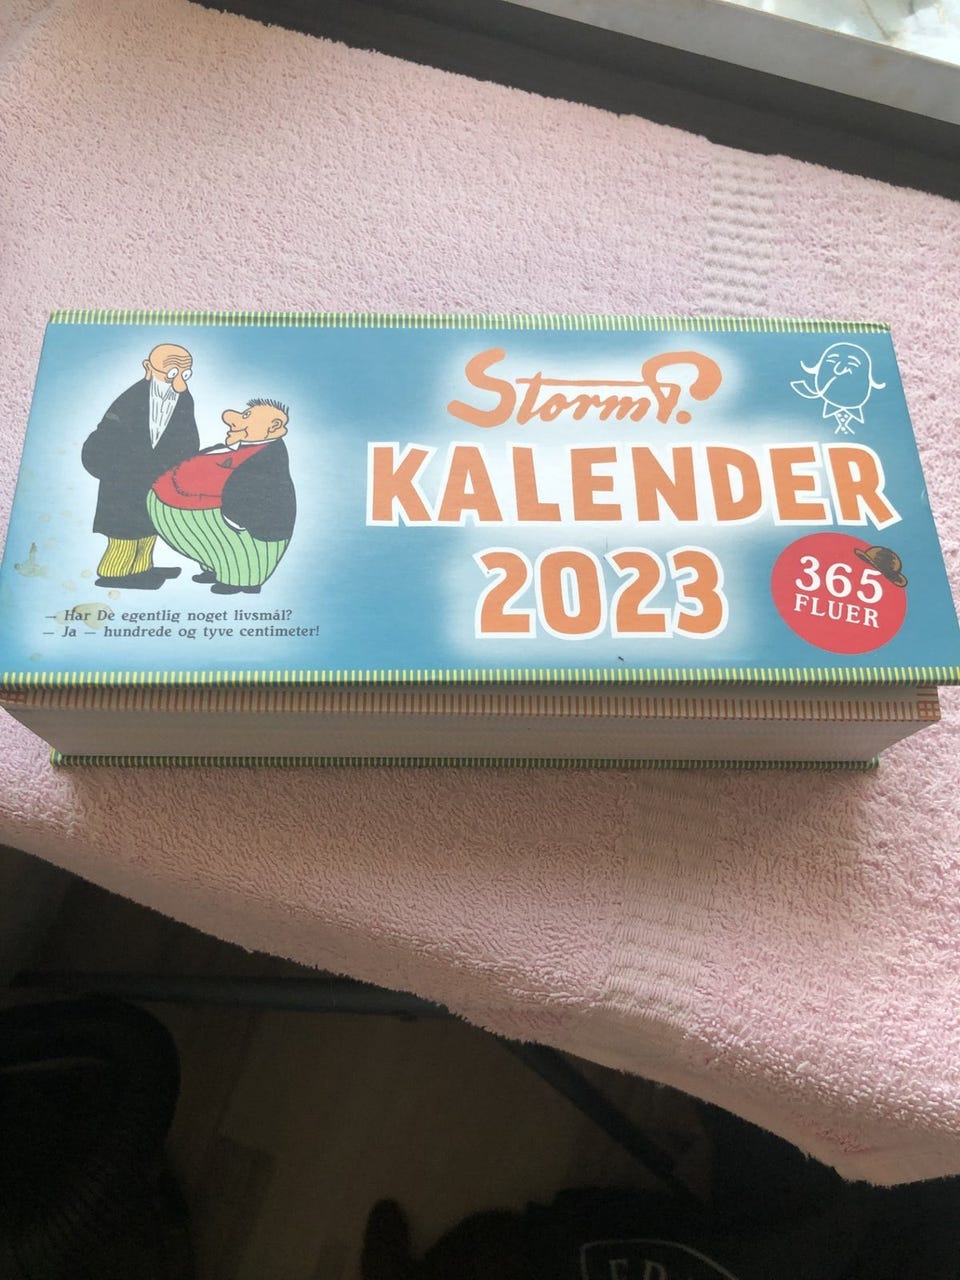 Storm P.
KALENDER
2023
365
FLUER
— Har De egentlig noget livsmål?
— Ja — hundrede og tyve centimeter!